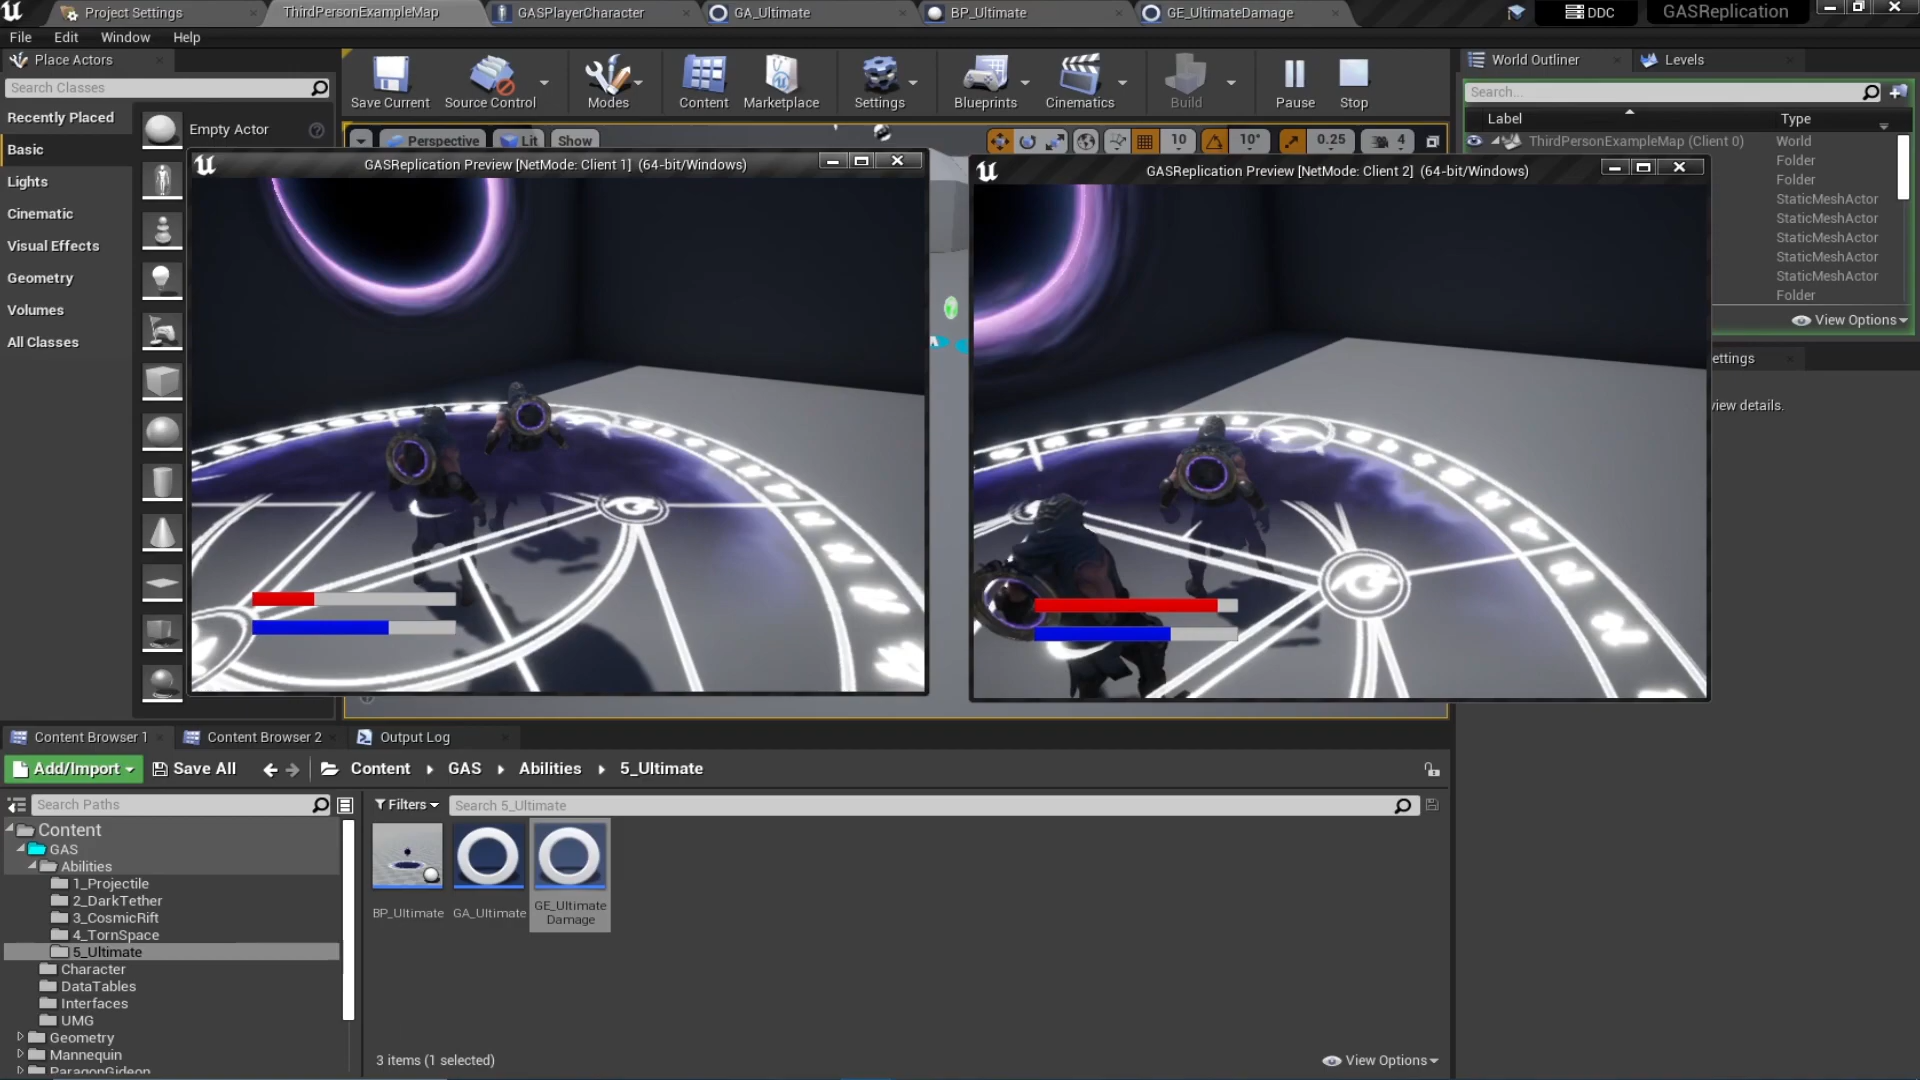 Project Settings
ThirdPersonExampleMap
GASPlayerCharacter
GA_Ultimate
BP_Ultimate
GE_UltimateDamage
DDC
GASReplication
File
Edit
Window
Help
Place Actors
Search Classes
Recently Placed
Basic
Lights
Cinematic
Visual Effects
Geometry
Volumes
All Classes
Empty Actor
Save Current
Source Control
Modes
Content
Marketplace
Settings
Blueprints
Cinematics
Build
Pause
Stop
Perspective
Lit
Show
10
10°
0.25
4
GASReplication Preview [NetMode: Client 1] (64-bit/Windows)
GASReplication Preview [NetMode: Client 2] (64-bit/Windows)
World Outliner
Levels
Search...
Label
Type
ThirdPersonExampleMap (Client 0)
World
Folder
Folder
StaticMeshActor
StaticMeshActor
StaticMeshActor
StaticMeshActor
StaticMeshActor
Folder
View Options
ettings
view details.
Content Browser 1
Content Browser 2
Output Log
Add/Import
Save All
Content
GAS
Abilities
5_Ultimate
Search Paths
Filters
Search 5_Ultimate
Content
GAS
Abilities
1_Projectile
2_DarkTether
3_CosmicRift
4_TornSpace
5_Ultimate
Character
DataTables
Interfaces
UMG
Geometry
Mannequin
ParagonGideon
BP_Ultimate
GA_Ultimate
GE_Ultimate
Damage
3 items (1 selected)
View Options